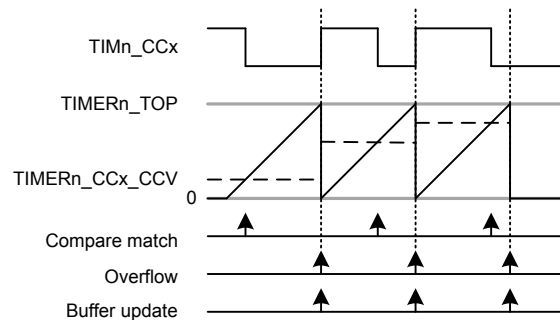 TIMn_CCx
TIMERn_TOP
TIMERn_CCx_CCV
0
Compare match
Overflow
Buffer update